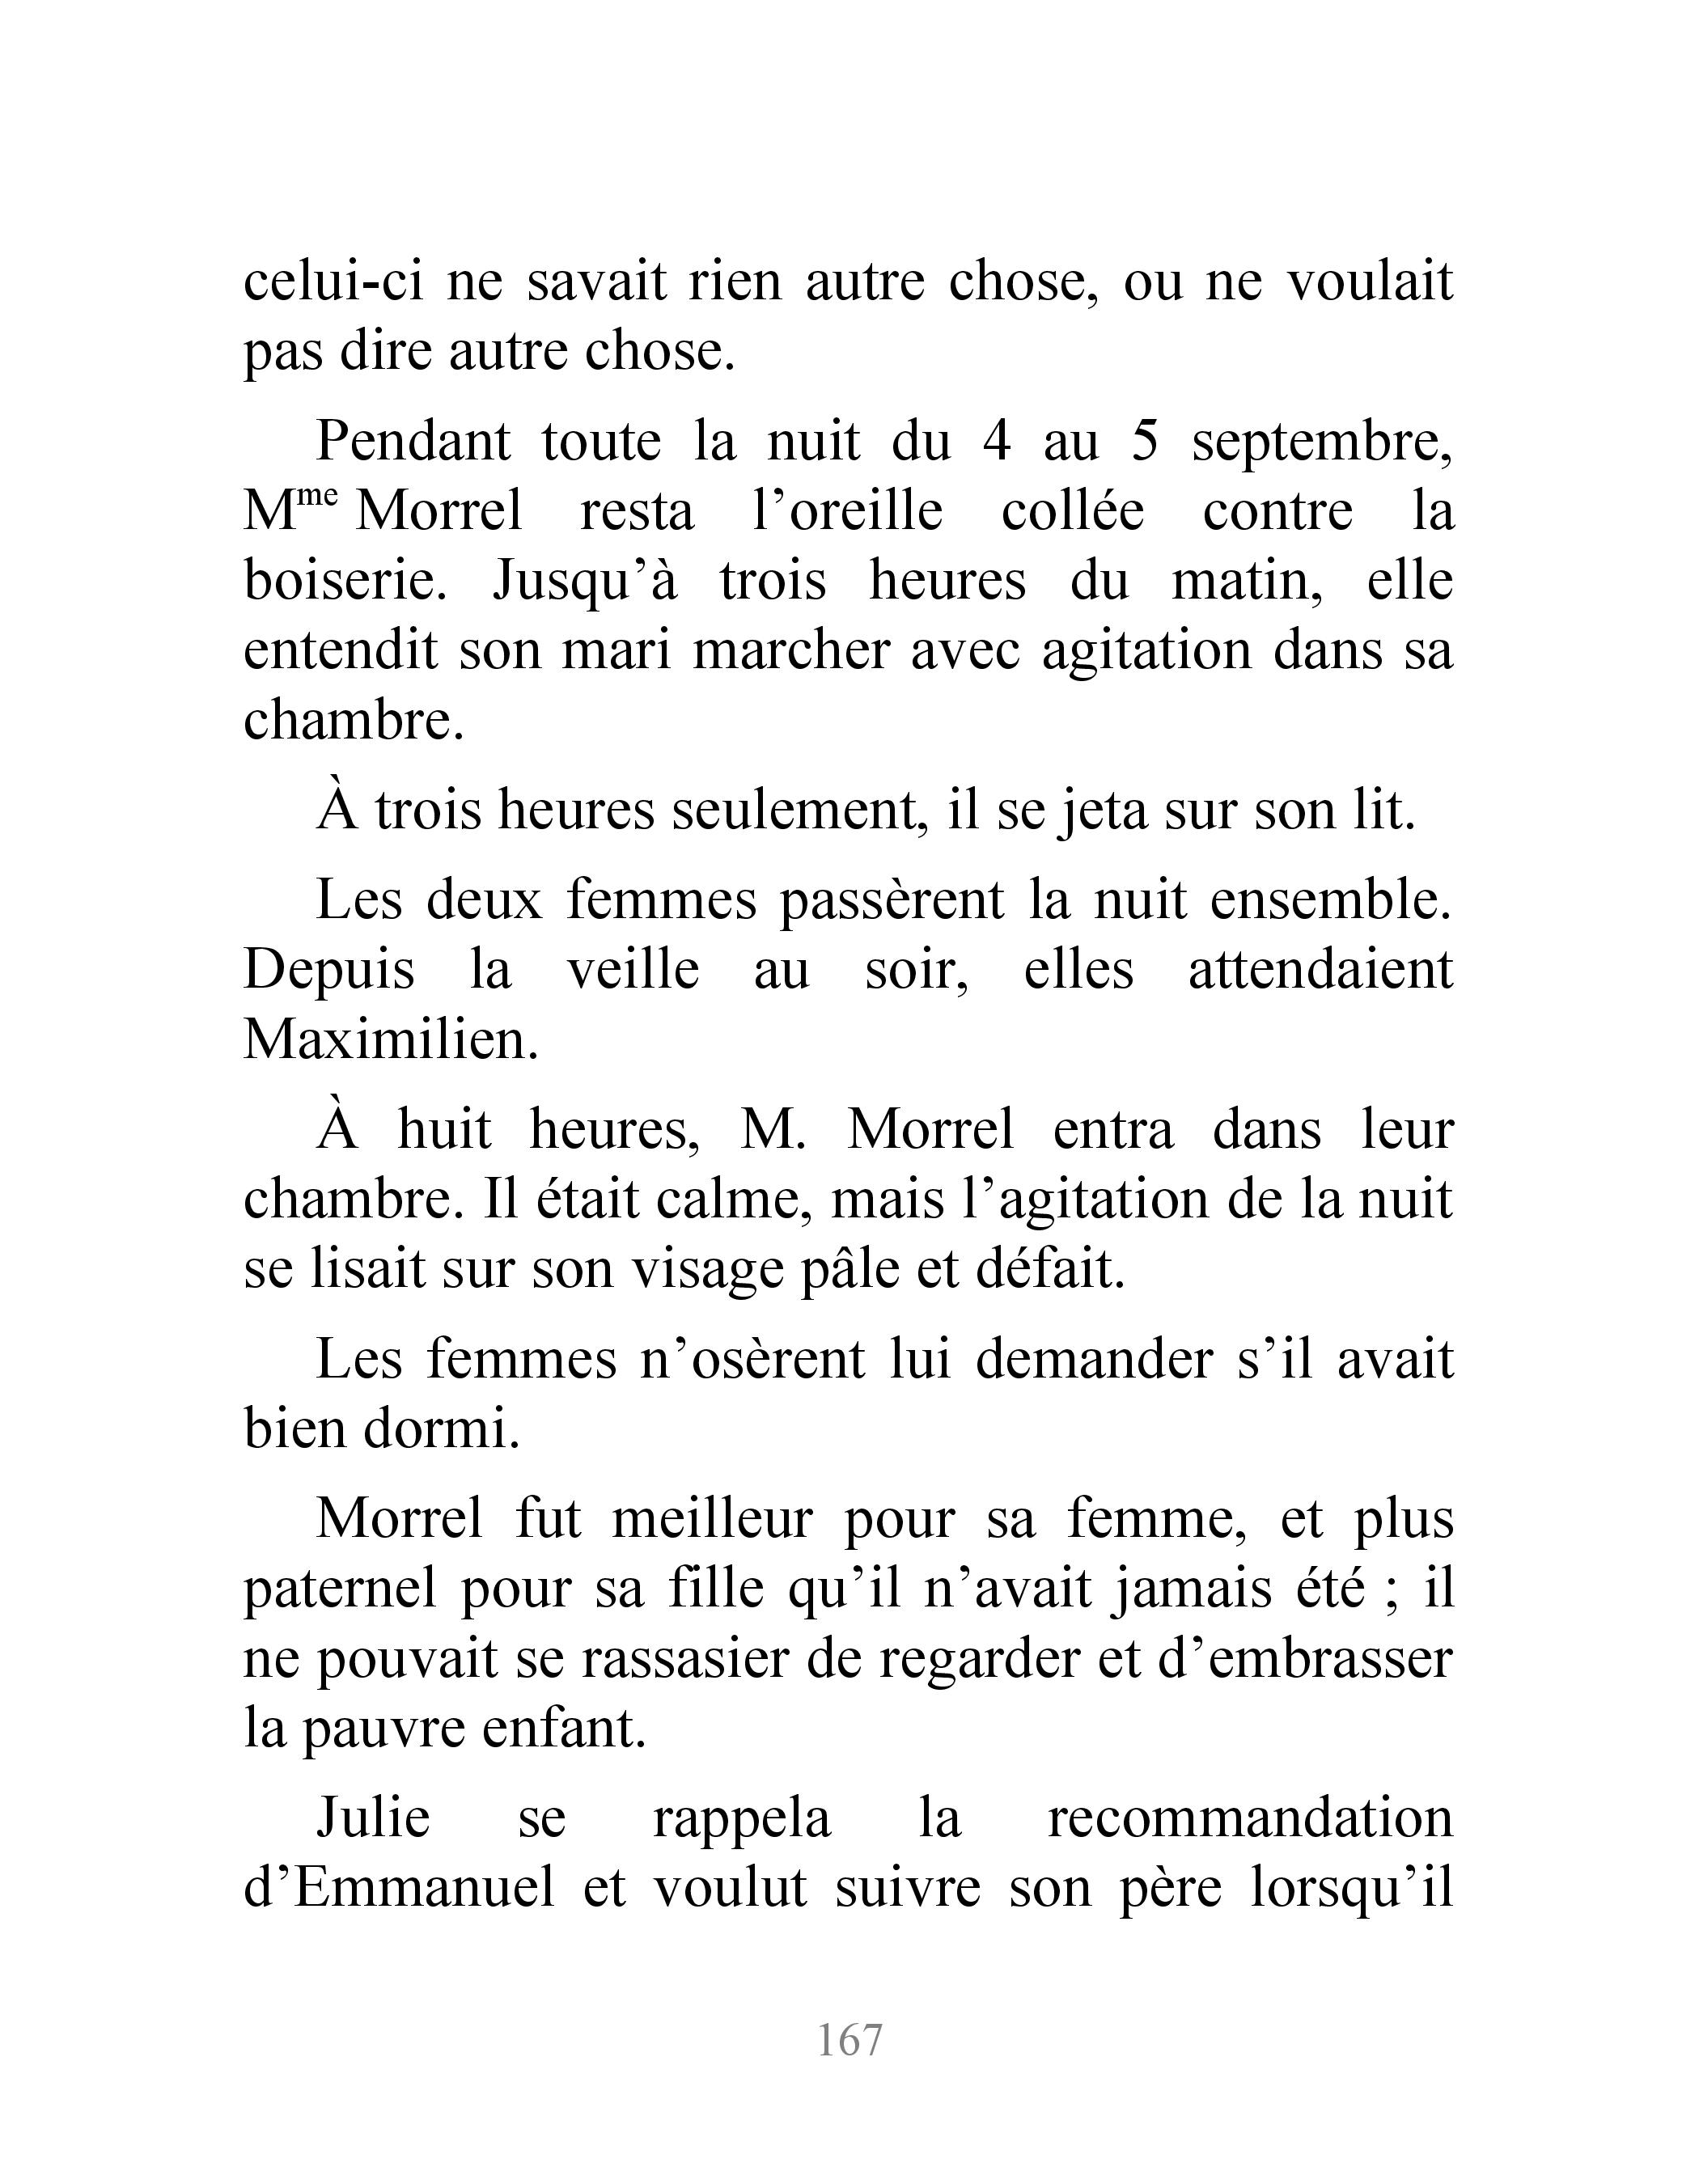 celui-ci ne savait rien autre chose, ou ne voulait
pas dire autre chose.
Pendant toute la nuit du 4 au 5 septembre,
Mme Morrel resta l’oreille collée contre la
boiserie. Jusqu’à trois heures du matin, elle
entendit son mari marcher avec agitation dans sa
chambre.
À trois heures seulement, il se jeta sur son lit.
Les deux femmes passèrent la nuit ensemble.
Depuis la veille au soir, elles attendaient
Maximilien.
À huit heures, M. Morrel entra dans leur
chambre. Il était calme, mais l’agitation de la nuit
se lisait sur son visage pâle et défait.
Les femmes n’osèrent lui demander s’il avait
bien dormi.
Morrel fut meilleur pour sa femme, et plus
paternel pour sa fille qu’il n’avait jamais été ; il
ne pouvait se rassasier de regarder et d’embrasser
la pauvre enfant.
Julie se rappela la recommandation
d’Emmanuel et voulut suivre son père lorsqu’il
167